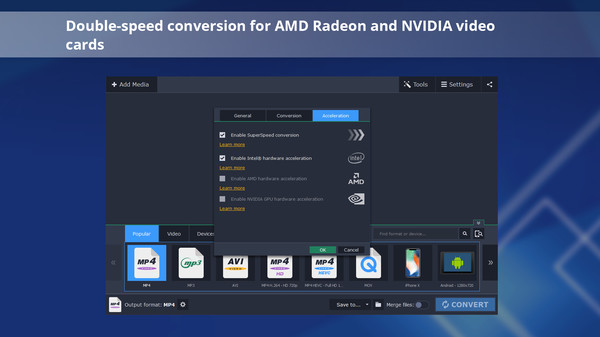 Double-speed conversion for AMD Radeon and NVIDIA video
cards
+ Add Media
Tools
Settings
General
Conversion
Acceleration
Enable SuperSpeed conversion
Learn more
Enable Intel® hardware acceleration
intel
Learn more
Enable AMD hardware acceleration
AMD
Learn more
Enable NVIDIA GPU hardware acceleration
Learn more
OK
Cancel
Popular
Video
Devices
Find format or device...
MP4
mp3
AVI
MP4
HD
MP4
HEVC
MP4
MP3
AVI
MP4 H.264 - HD 720p
MP4 HEVC - Full HD 1...
MOV
iPhone X
Android - 1280x720
MP4
Output format: MP4
Save to...
Merge files:
CONVERT